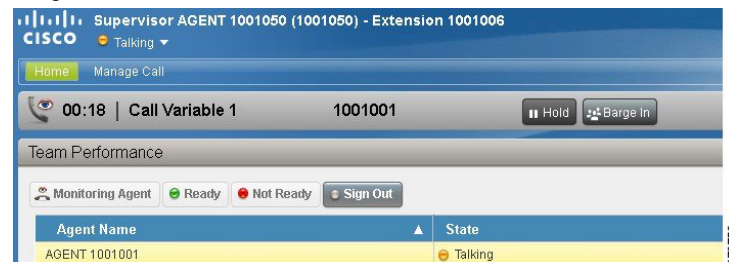 Supervisor AGENT 1001050 (1001050) - Extension 1001006
CISCO
Talking
Home Manage Call
00:18 | Call Variable 1 1001001 Hold Barge In
Team Performance
Monitoring Agent Ready Not Ready Sign Out
Agent Name State
AGENT 1001001 Talking